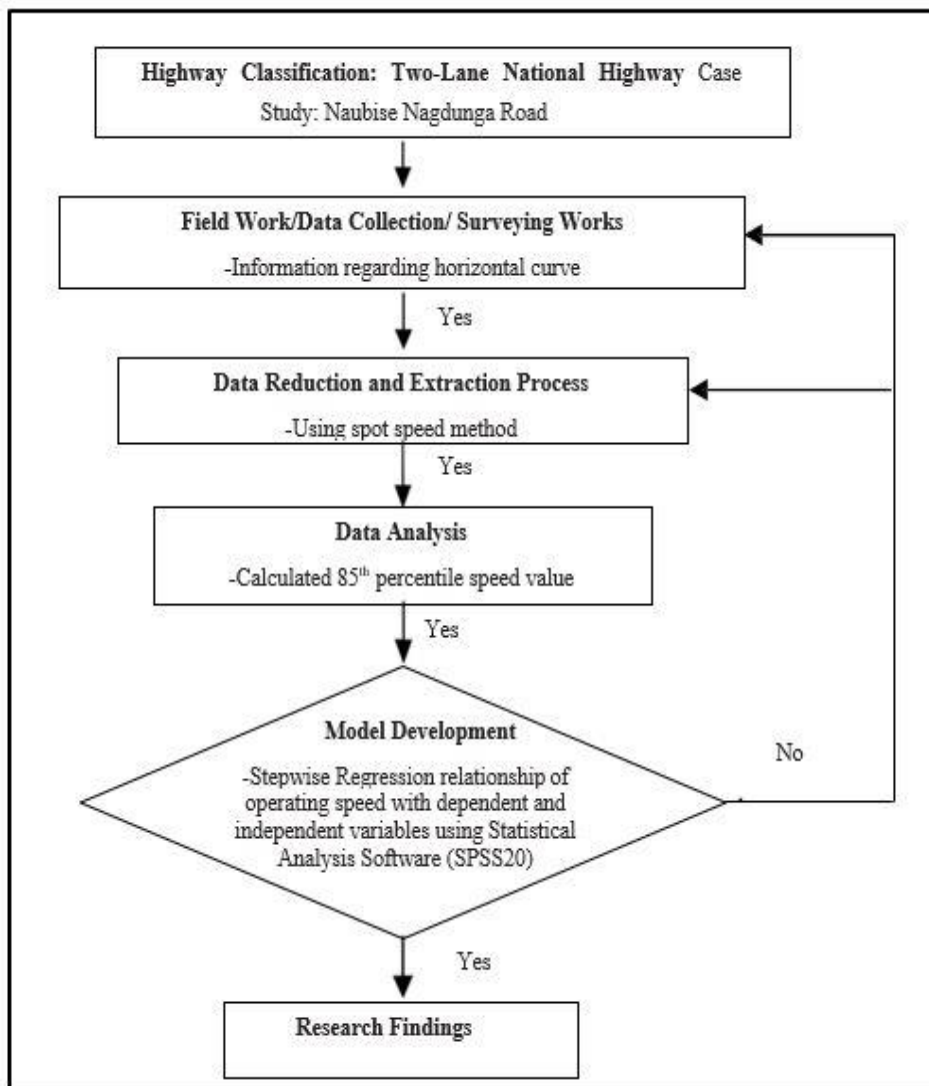 Highway Classification: Two-Lane National Highway Case
Study: Naubise Nagdunga Road
Field Work/Data Collection/ Surveying Works
-Information regarding horizontal curve
Yes
Data Reduction and Extraction Process
-Using spot speed method
Yes
Data Analysis
-Calculated 85th percentile speed value
Yes
Model Development
-Stepwise Regression relationship of
operating speed with dependent and
independent variables using Statistical
Analysis Software (SPSS20)
No
Yes
Research Findings